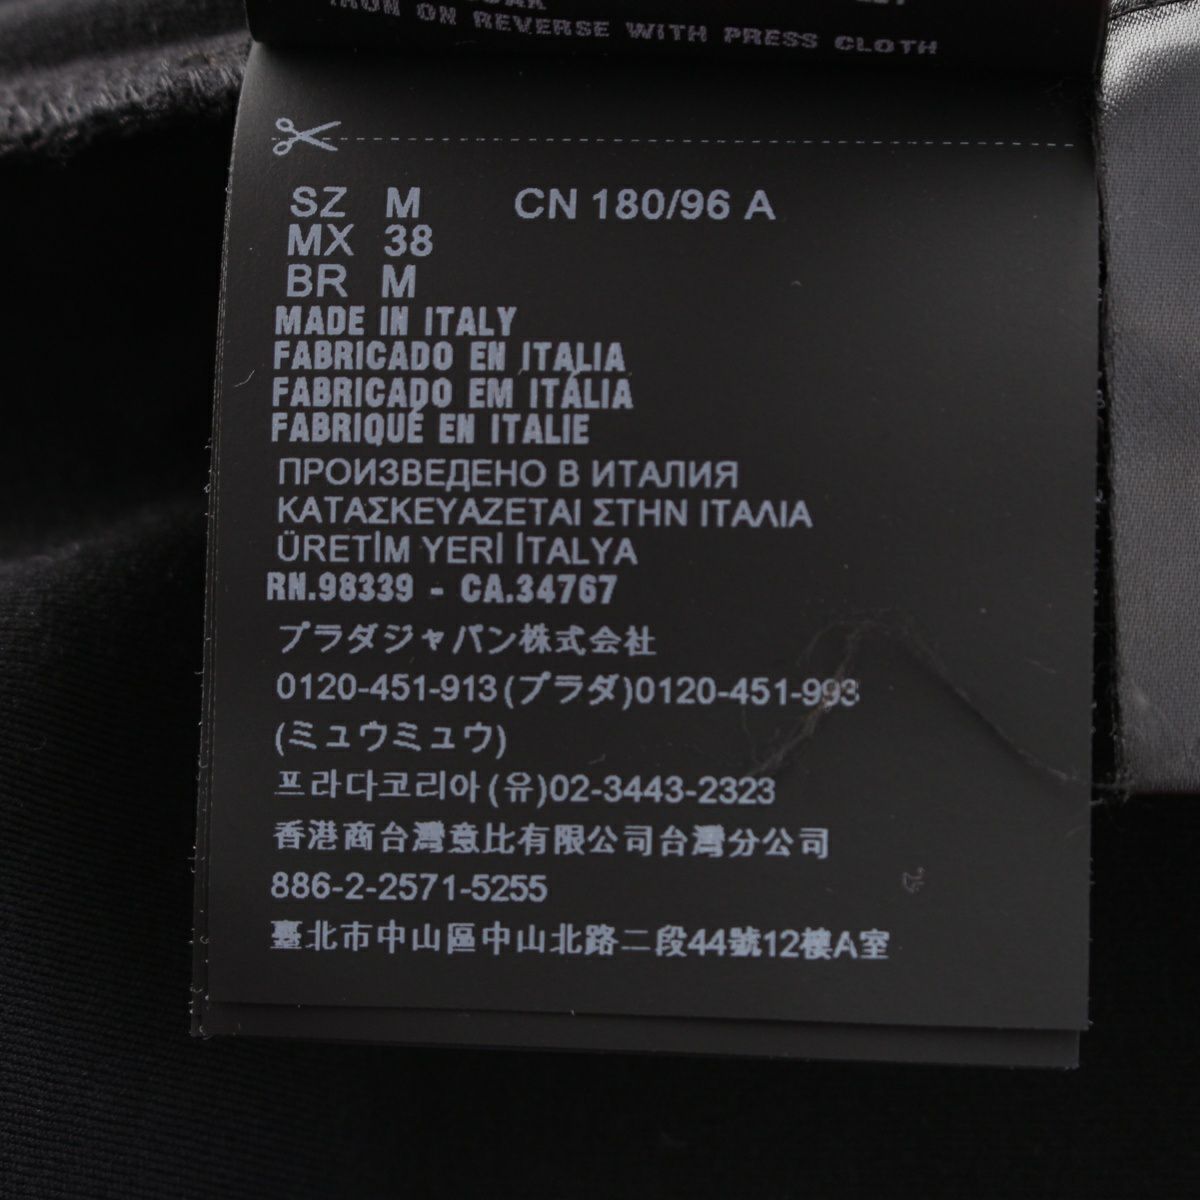 IRON ON REVERSE WITH PRESS CLOTH
SZ M CN 180/96 A
MX 38
BR M
MADE IN ITALY
FABRICADO EN ITALIA
FABRICADO EM ITÁLIA
FABRIQUÉ EN ITALIE
ПРОИЗВЕДЕНО В ИТАЛИЯ
ΚΑΤΑΣΚΕΥΑΖΕΤΑΙ ΣΤΗΝ ΙΤΑΛΙΑ
ÜRETİM YERİ İTALYA
RN.98339 - CA.34767
プラダジャパン株式会社
0120-451-913(プラダ)0120-451-993
(ミュウミュウ)
프라다코리아(유)02-3443-2323
香港商台灣意比有限公司台灣分公司
886-2-2571-5255
臺北市中山區中山北路二段44號12樓A室